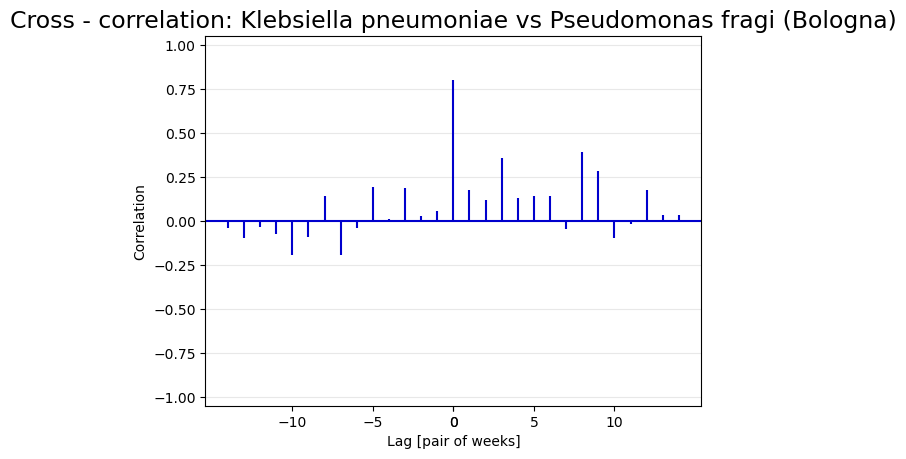 Cross - correlation: Klebsiella pneumoniae vs Pseudomonas fragi (Bologna)
1.00
0.75
0.50
0.25
0.00
−0.25
−0.50
−0.75
−1.00
Correlation
−10 −5 0 5 10
Lag [pair of weeks]